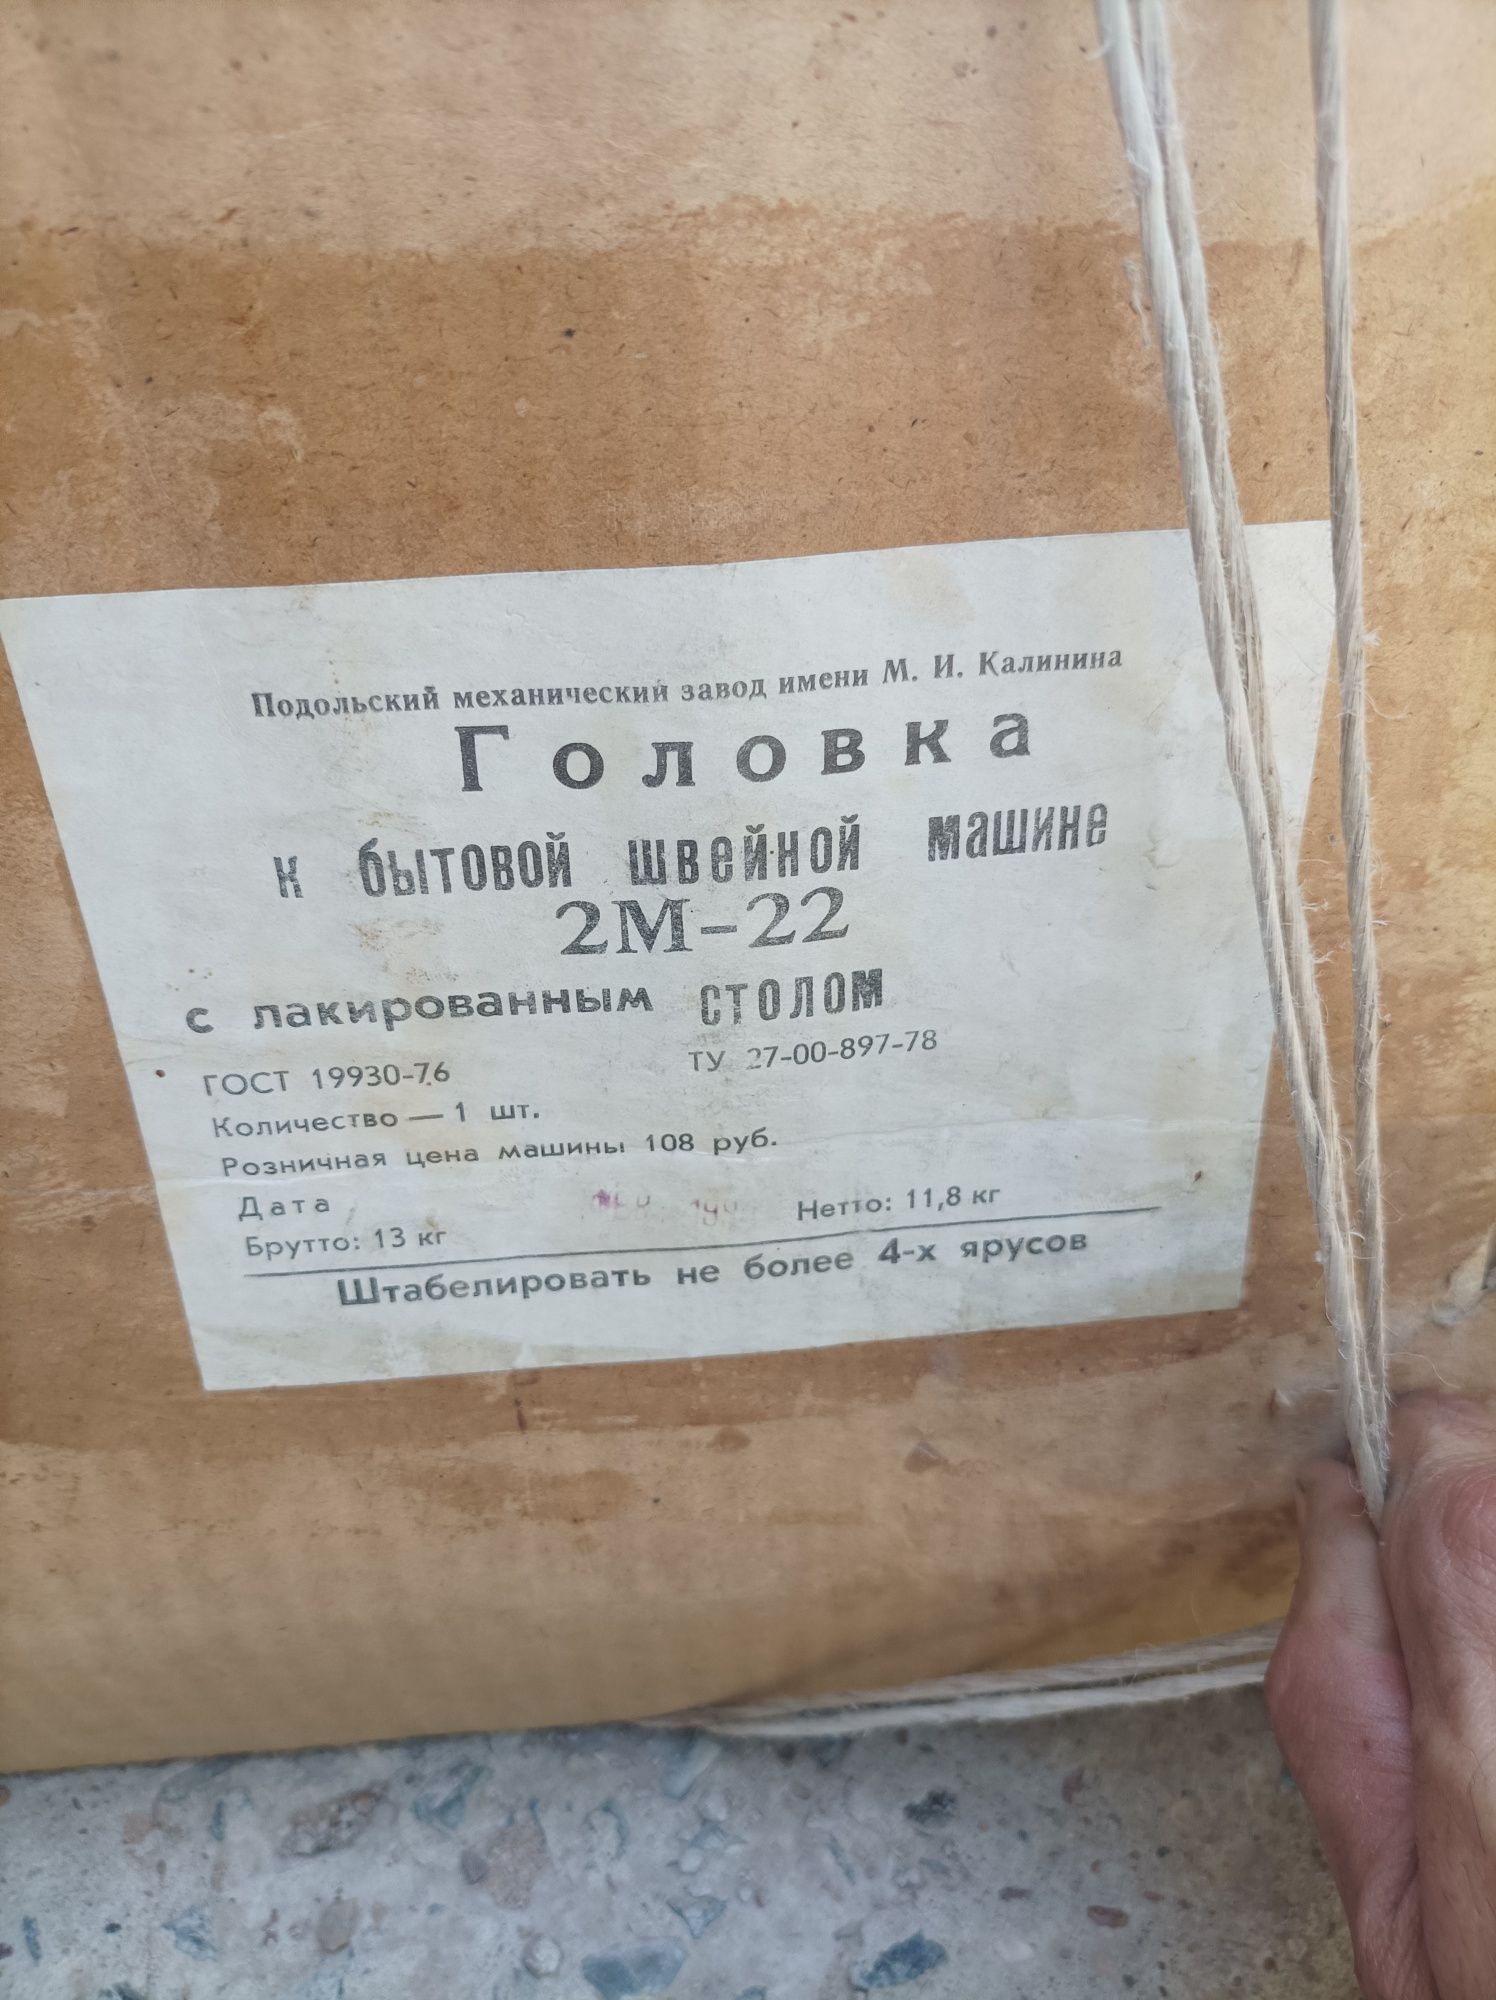 Подольский механический завод имени М. И. Калинина
Головка
к бытовой швейной машине
2М-22
с лакированным столом
ГОСТ 19930-76 ТУ 27-00-897-78
Количество — 1 шт.
Розничная цена машины 108 руб.
Дата
Брутто: 13 кг Нетто: 11,8 кг
Штабелировать не более 4-х ярусов